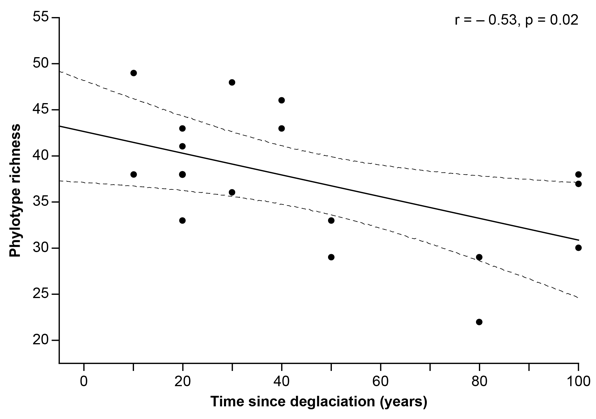 r = – 0.53, p = 0.02
55
50
45
40
35
30
25
20
Phylotype richness
0 20 40 60 80 100
Time since deglaciation (years)